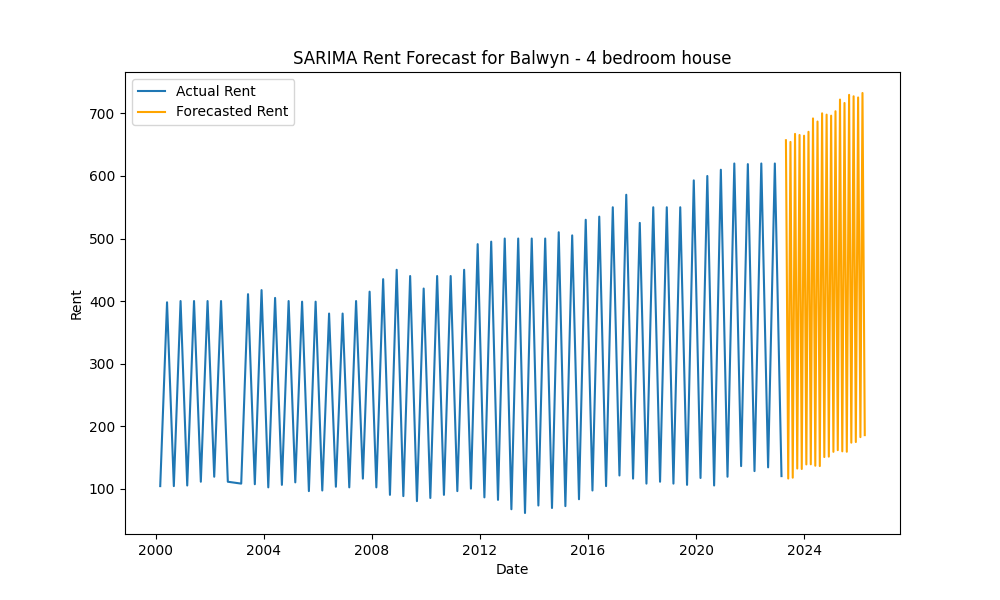 SARIMA Rent Forecast for Balwyn - 4 bedroom house
Actual Rent
Forecasted Rent
700
600
500
400
300
200
100
Rent
2000 2004 2008 2012 2016 2020 2024
Date